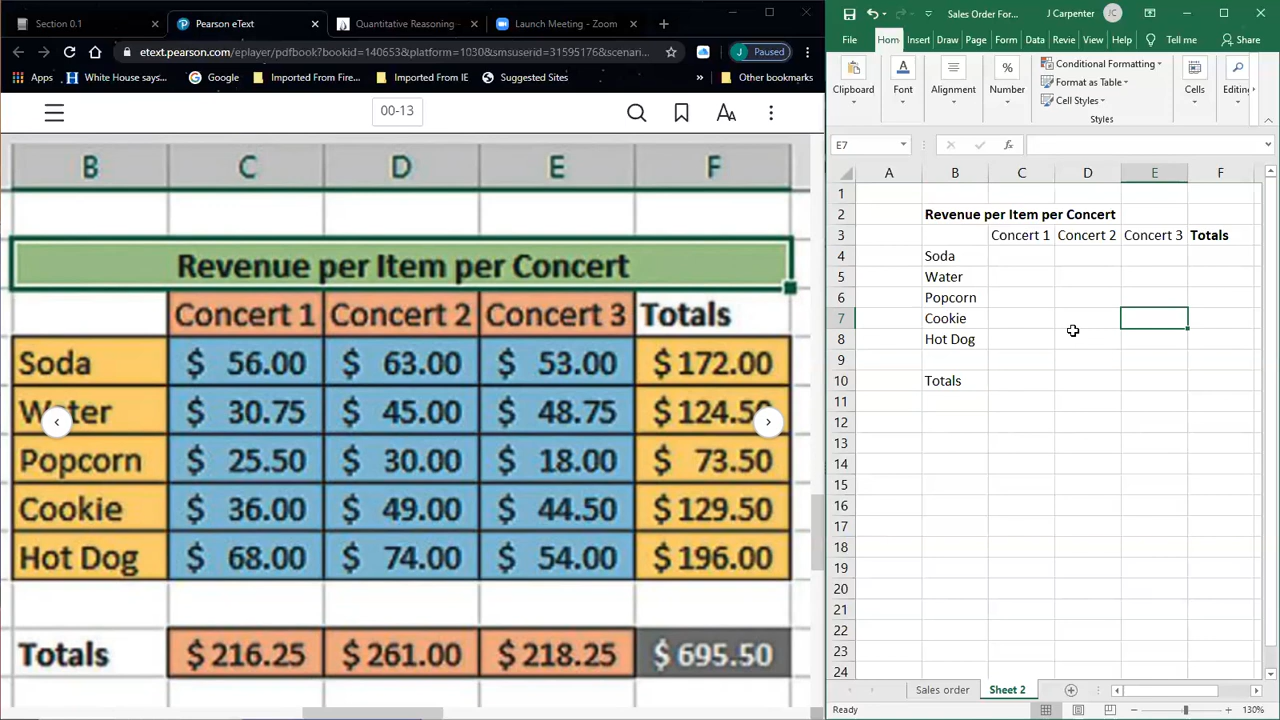 Section 0.1
Pearson eText
Quantitative Reasoning -
Launch Meeting - Zoom
etext.pearson.com/eplayer/pdfbook?bookid=140653&platform=1030&smsuserid=31595176&scenari...
J Paused
Apps
White House says...
Google
Imported From Fire...
Imported From IE
Suggested Sites
»
Other bookmarks
00-13
B C D E F
Revenue per Item per Concert
Concert 1 Concert 2 Concert 3 Totals
Soda $ 56.00 $ 63.00 $ 53.00 $ 172.00
Water $ 30.75 $ 45.00 $ 48.75 $ 124.50
Popcorn $ 25.50 $ 30.00 $ 18.00 $ 73.50
Cookie $ 36.00 $ 49.00 $ 44.50 $ 129.50
Hot Dog $ 68.00 $ 74.00 $ 54.00 $ 196.00
Totals $ 216.25 $ 261.00 $ 218.25 $ 695.50
Sales Order For... J Carpenter JC
File Hom Insert Draw Page Form Data Revie View Help Tell me Share
Clipboard
Font
Alignment
%
Number
Conditional Formatting
Format as Table
Cell Styles
Styles
Cells
Editing
E7 fx
A B C D E F
1
2 Revenue per Item per Concert
3 Concert 1 Concert 2 Concert 3 Totals
4 Soda
5 Water
6 Popcorn
7 Cookie
8 Hot Dog
9
10 Totals
11
12
13
14
15
16
17
18
19
20
21
22
23
24
Sales order Sheet 2
Ready 130%